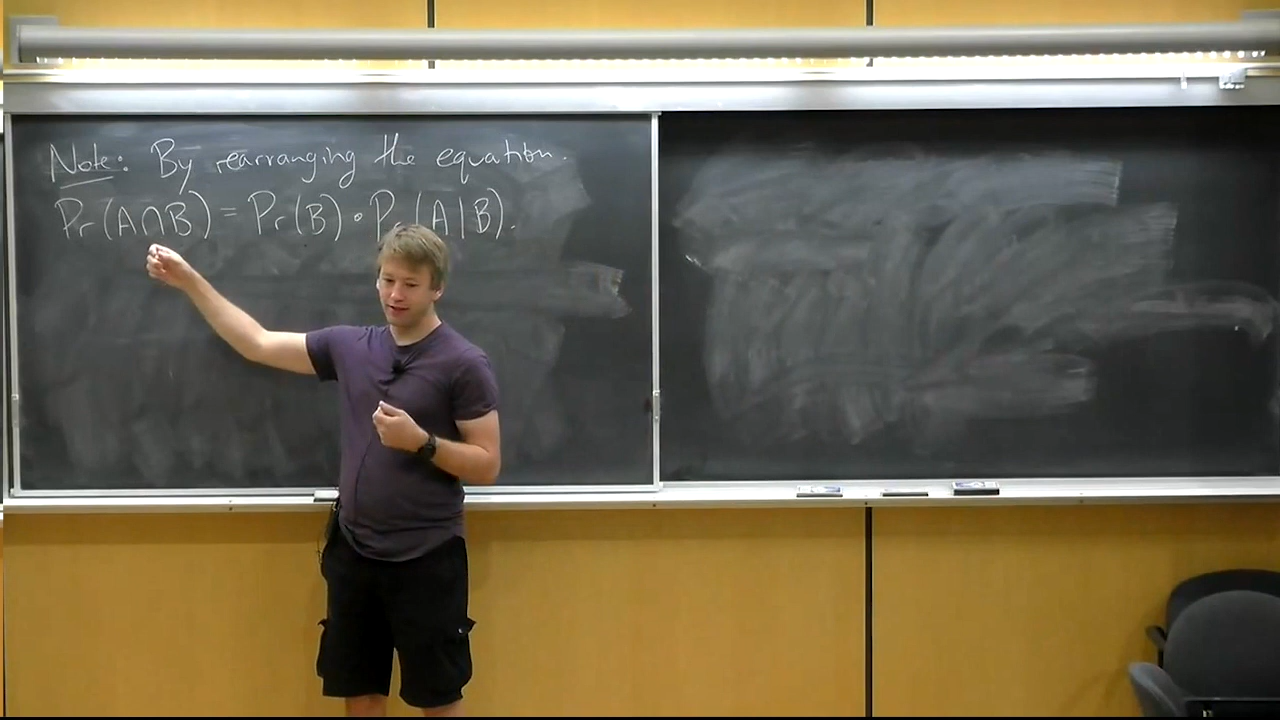 Note: By rearranging the equation.
Pr(A∩B) = Pr(B) • Pr(A|B).